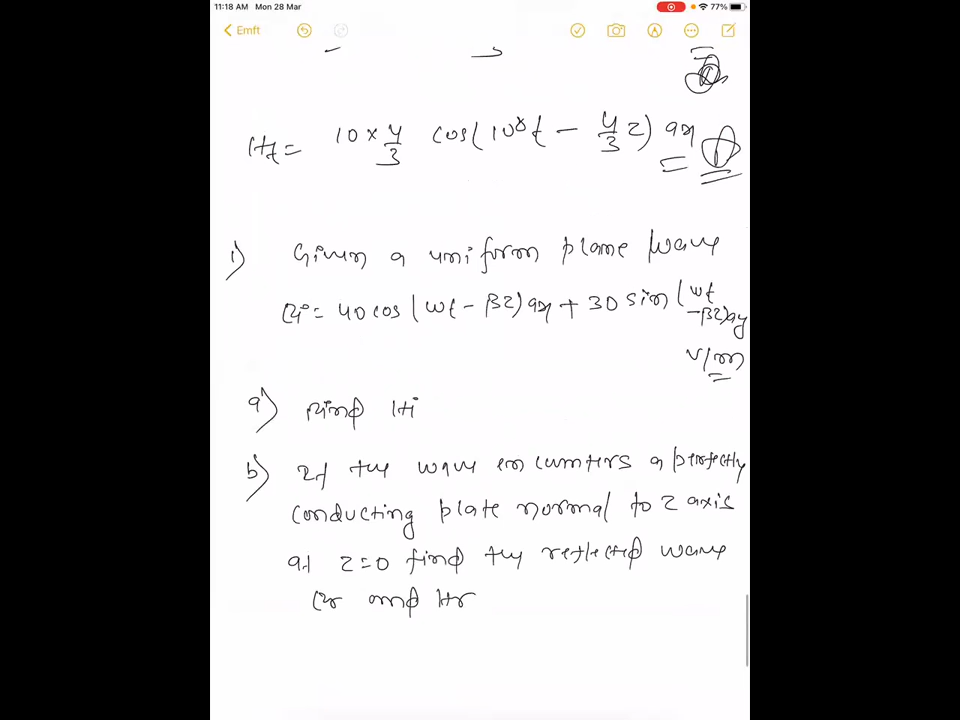 11:18 AM Mon 28 Mar
77%
Emft
Ht = 10 × 4/3 cos(10⁸t − 4/3 z) ax
1) Given a uniform plane wave
Ei = 40 cos(wt − βz) ax + 30 sin(wt − βz) ay
V/m
a) Find Hi
b) If the wave encounters a perfectly
conducting plate normal to z axis
at z=0 find the reflected wave
Er and Hr